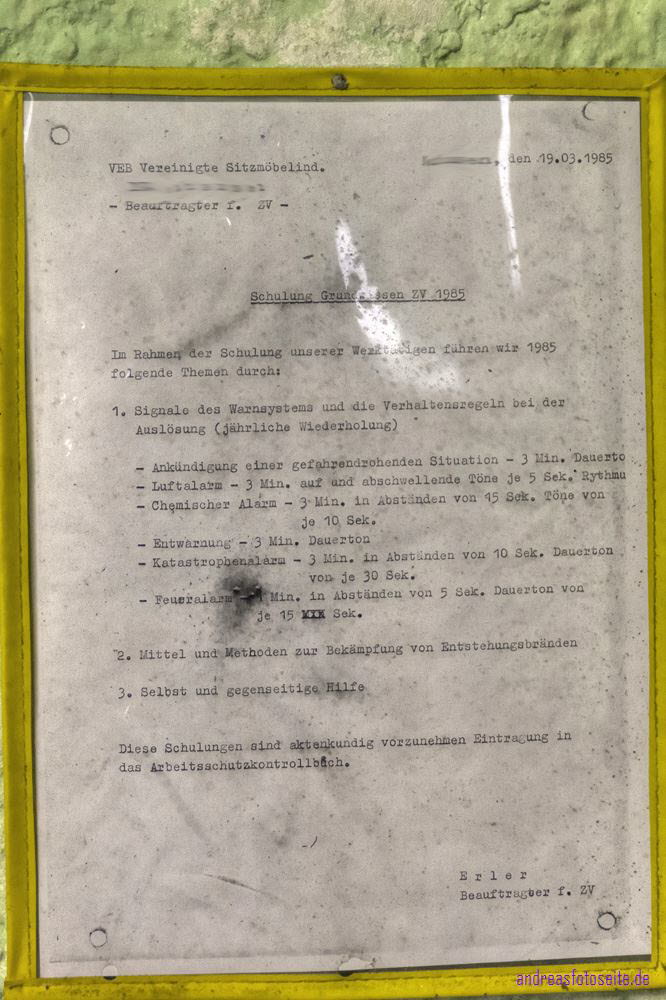 VEB Vereinigte Sitzmöbelind.
den 19.03.1985
- Beauftragter f. ZV -
Schulung Grundwissen ZV 1985
Im Rahmen der Schulung unserer Werktätigen führen wir 1985
folgende Themen durch:
1. Signale des Warnsystems und die Verhaltensregeln bei der
Auslösung (jährliche Wiederholung)
- Ankündigung einer gefahrendrohenden Situation - 3 Min. Dauerto
- Luftalarm - 3 Min. auf und abschwellende Töne je 5 Sek. Rythmu
- Chemischer Alarm - 3 Min. in Abständen von 15 Sek. Töne von
je 10 Sek.
- Entwarnung - 3 Min. Dauerton
- Katastrophenalarm - 3 Min. in Abständen von 10 Sek. Dauerton
von je 30 Sek.
- Feueralarm - Min. in Abständen von 5 Sek. Dauerton von
je 15 Sek.
2. Mittel und Methoden zur Bekämpfung von Entstehungsbränden
3. Selbst und gegenseitige Hilfe
Diese Schulungen sind aktenkundig vorzunehmen Eintragung in
das Arbeitsschutzkontrollbuch.
E r l e r
Beauftragter f. ZV
andreasfotoseite.de